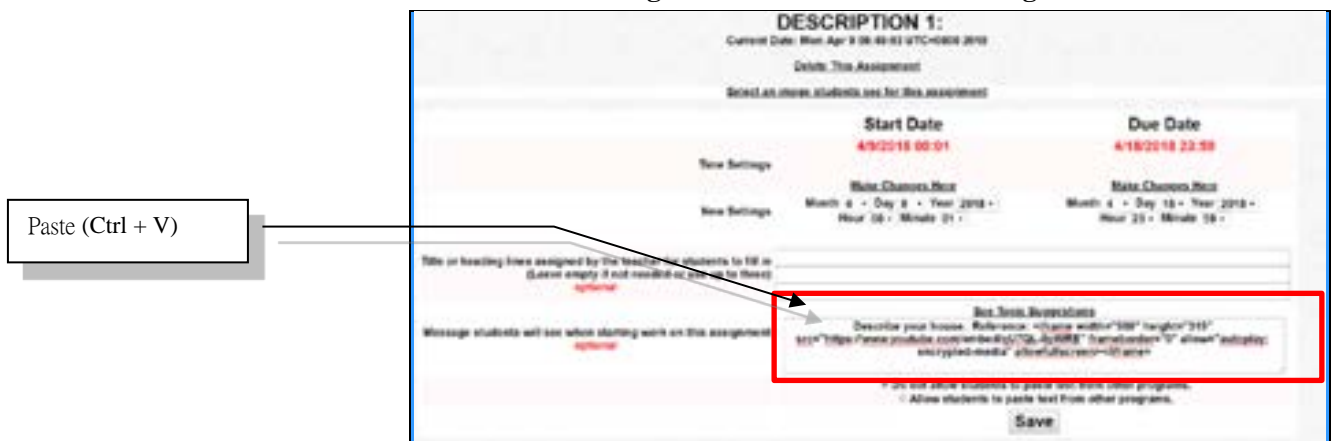 DESCRIPTION 1:
Current Date: Mon Apr 9 08:49:03 UTC+0800 2018
Delete This Assignment
Select an image students see for this assignment
Start Date Due Date
4/9/2018 00:01 4/18/2018 23:59
Time Settings
Make Changes Here Make Changes Here
New Settings
Month 4 Day Year 2018 Month 4 Day 18 Year 2018
Hour Minute 01 Hour 23 Minute 59
Paste (Ctrl + V)
Title or heading lines assigned by the teacher for students to fill in
(Leave empty if not needed or use up to three)
optional
See Topic Suggestions
Message students will see when starting work on this assignment
optional
Describe your house. Reference: <iframe width="560" height="315"
src="https://www.youtube.com/embed/ frameborder="0" allow="autoplay;
encrypted-media" allowfullscreen></iframe>
Do not allow students to paste text from other programs.
Allow students to paste text from other programs.
Save